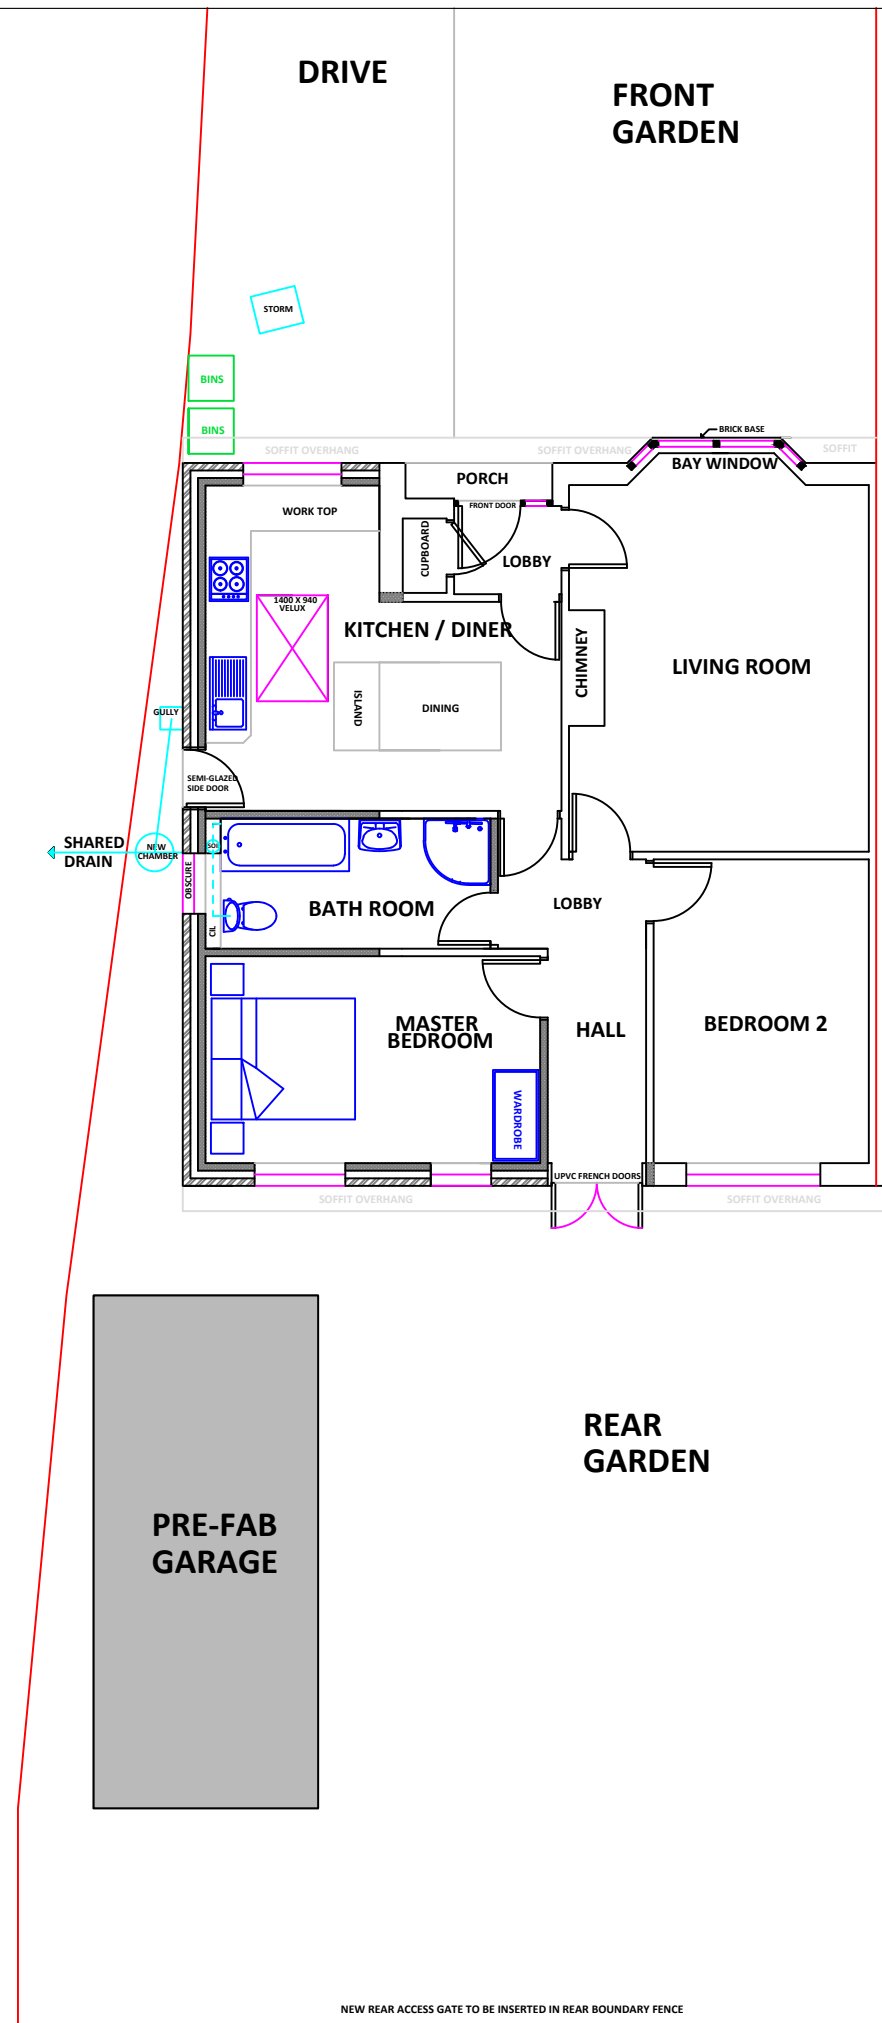 DRIVE
FRONT
GARDEN
STORM
BINS
BINS
SOFFIT OVERHANG
SOFFIT OVERHANG
BRICK BASE
SOFFIT
BAY WINDOW
PORCH
FRONT DOOR
WORK TOP
CUPBOARD
LOBBY
1400 X 940
VELUX
KITCHEN / DINER
CHIMNEY
LIVING ROOM
ISLAND
DINING
GULLY
SEMI-GLAZED
SIDE DOOR
SHARED
DRAIN
NEW
CHAMBER
SOIL
OBSCURE
CIL
BATH ROOM
LOBBY
MASTER
BEDROOM
HALL
BEDROOM 2
WARDROBE
UPVC FRENCH DOORS
SOFFIT OVERHANG
SOFFIT OVERHANG
REAR
GARDEN
PRE-FAB
GARAGE
NEW REAR ACCESS GATE TO BE INSERTED IN REAR BOUNDARY FENCE